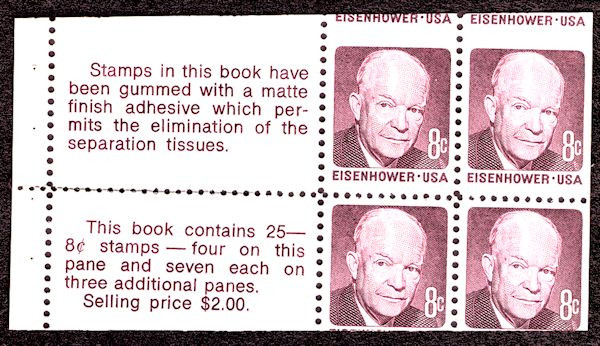 EISENHOWER·USA EISENHOWER·USA
Stamps in this book have
been gummed with a matte
finish adhesive which per-
mits the elimination of the
separation tissues.
8c 8c
EISENHOWER·USA EISENHOWER·USA
This book contains 25—
8¢ stamps — four on this
pane and seven each on
three additional panes.
Selling price $2.00.
8c 8c